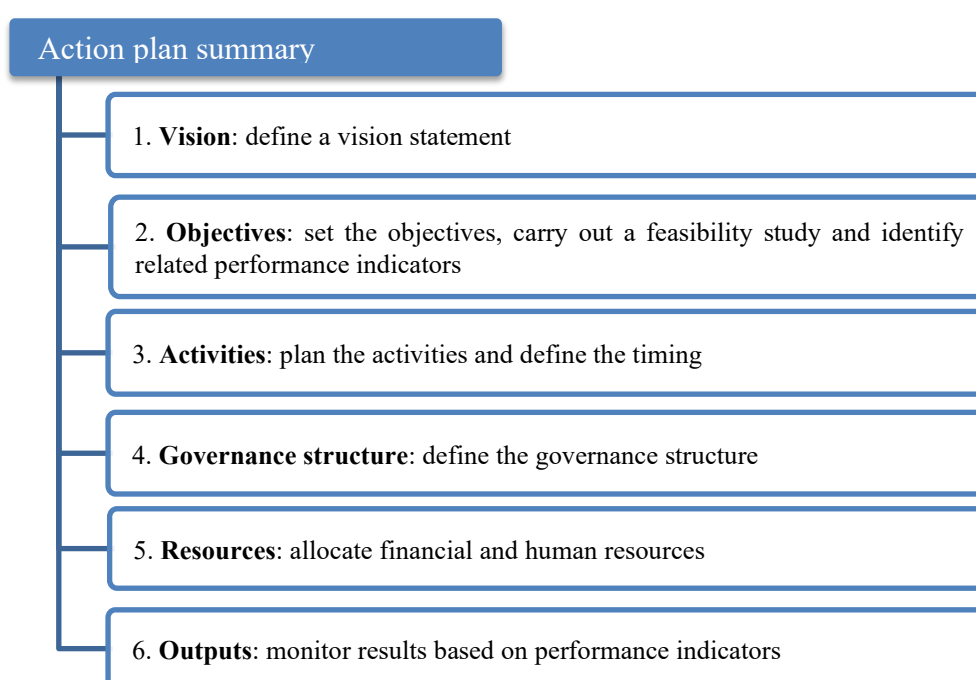 Action plan summary
1. Vision: define a vision statement
2. Objectives: set the objectives, carry out a feasibility study and identify
related performance indicators
3. Activities: plan the activities and define the timing
4. Governance structure: define the governance structure
5. Resources: allocate financial and human resources
6. Outputs: monitor results based on performance indicators